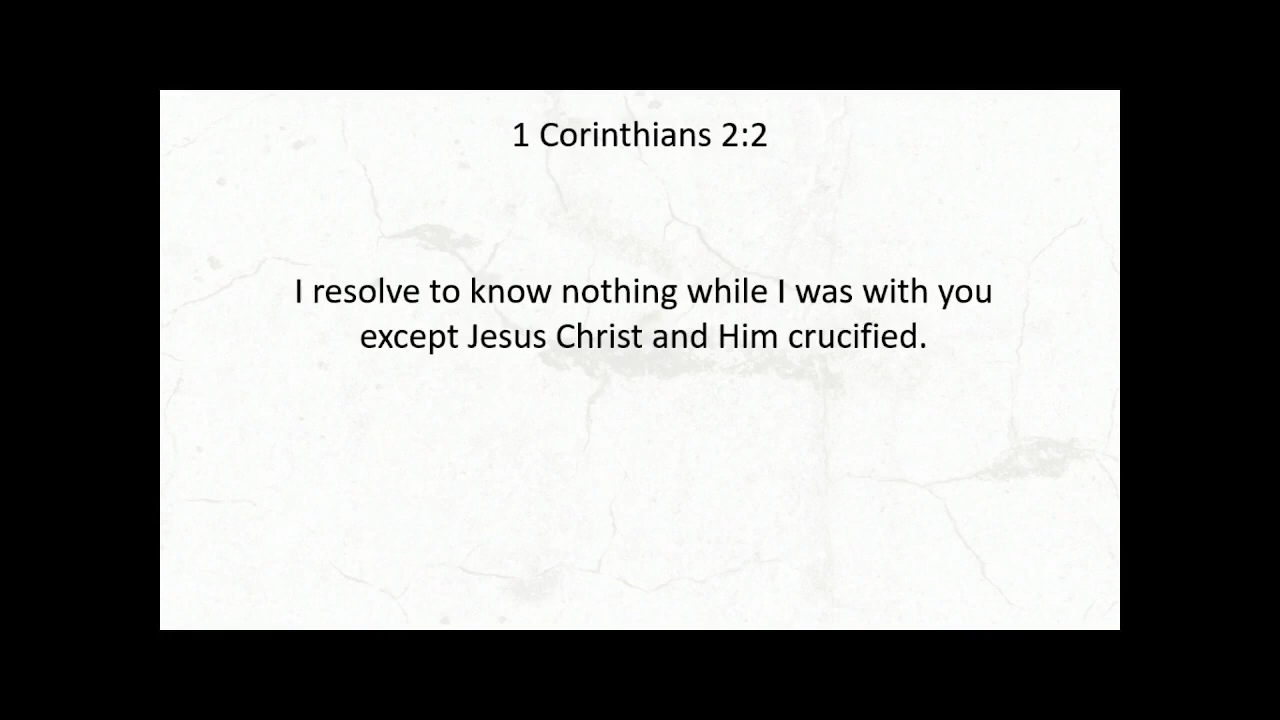 1 Corinthians 2:2
I resolve to know nothing while I was with you
except Jesus Christ and Him crucified.